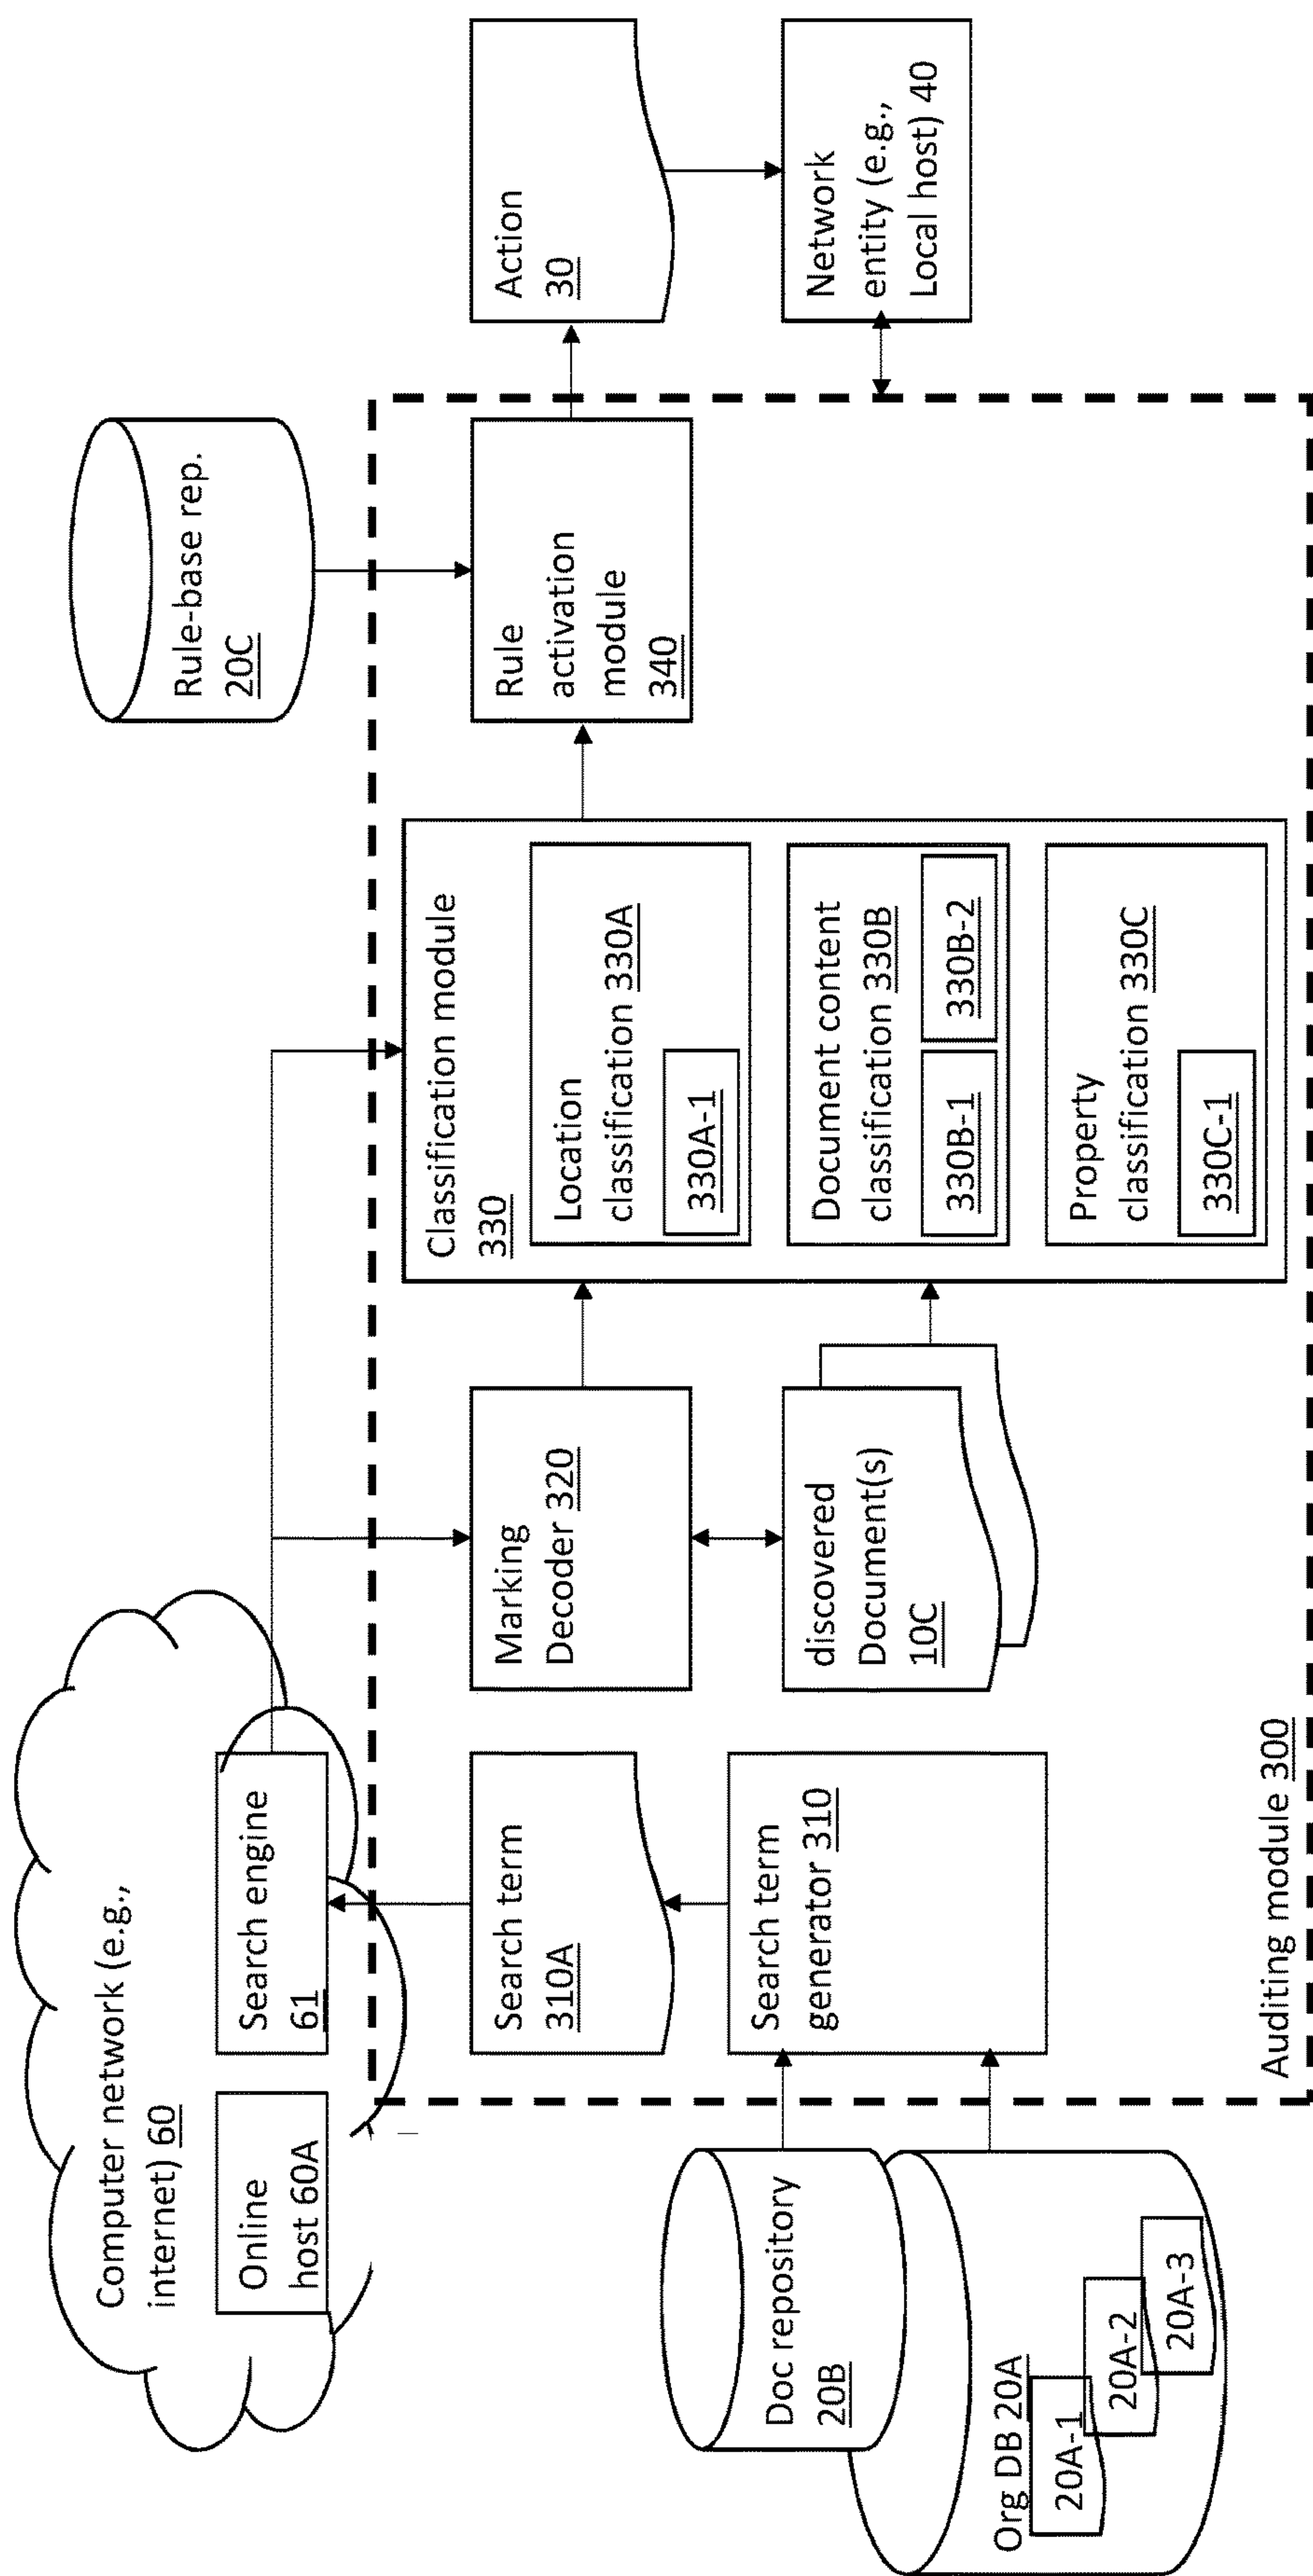 Computer network (e.g.,
internet) 60
Online
host 60A
Search engine
61
Rule-base rep.
20C
Doc repository
20B
Org DB 20A
20A-1
20A-2
20A-3
Search term
310A
Search term
generator 310
Marking
Decoder 320
discovered
Document(s)
10C
Classification module
330
Location
classification 330A
330A-1
Document content
classification 330B
330B-1
330B-2
Property
classification 330C
330C-1
Rule
activation
module
340
Action
30
Network
entity (e.g.,
Local host) 40
Auditing module 300